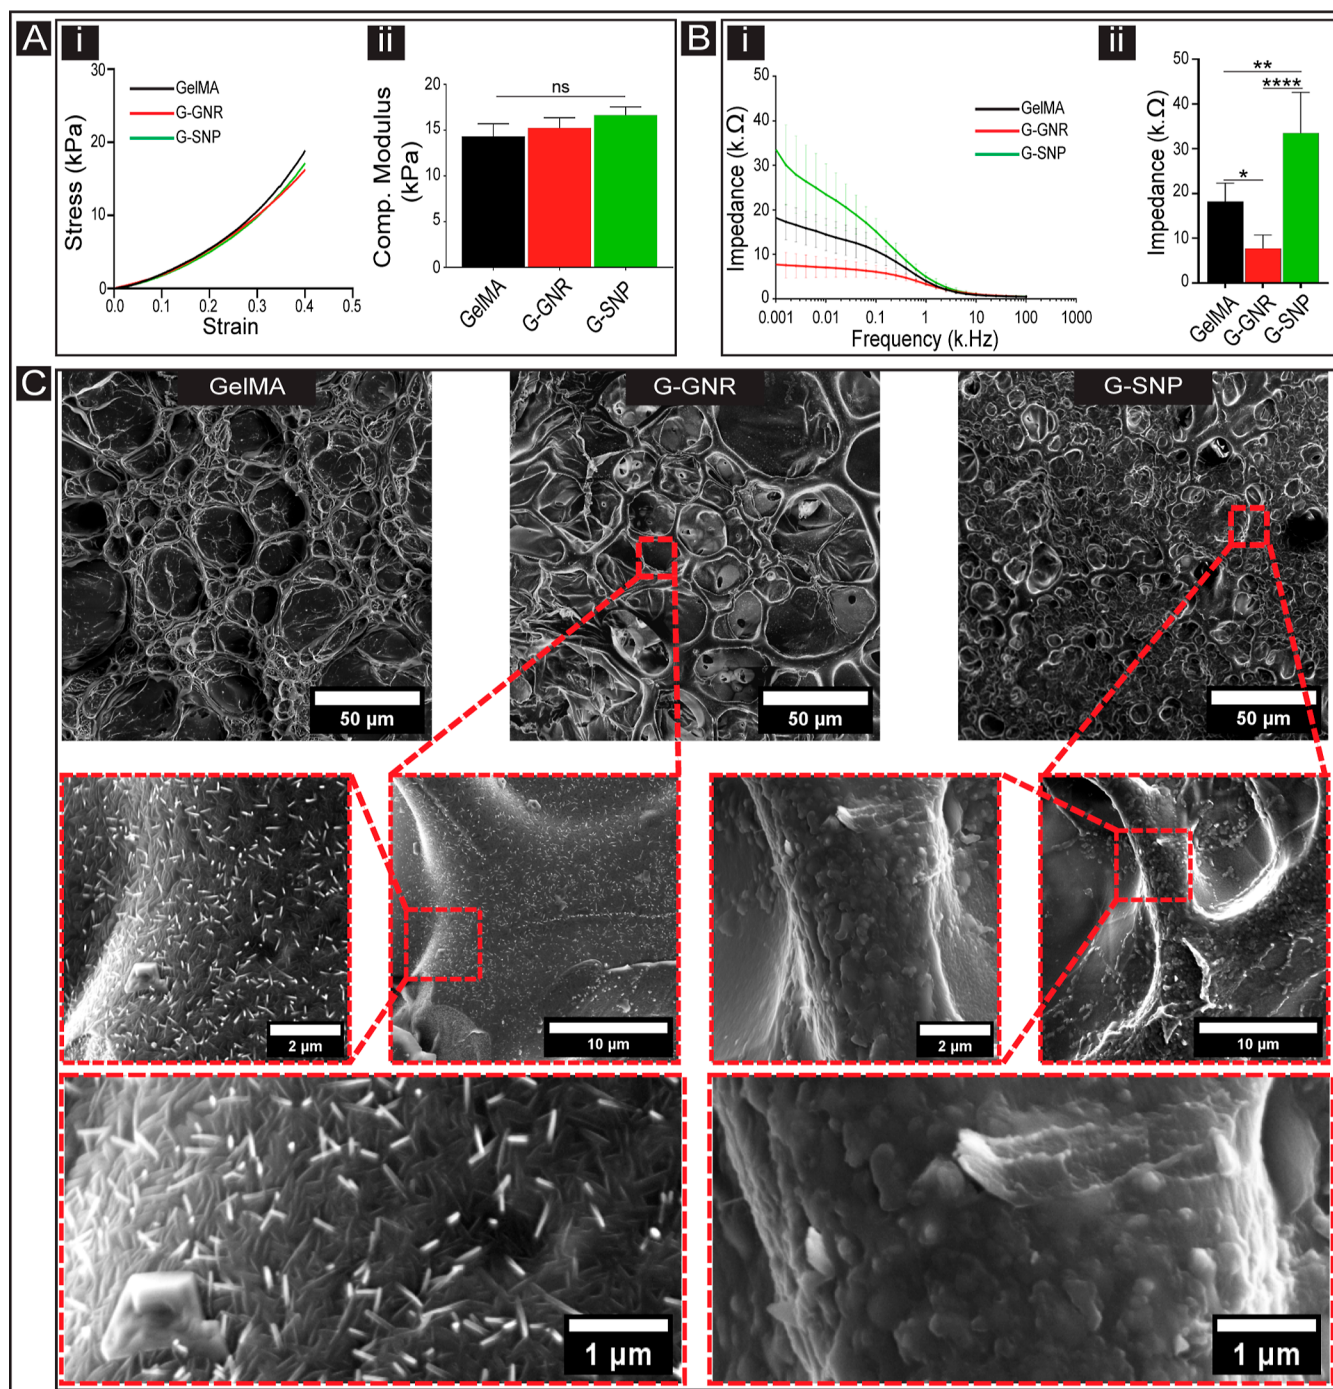 A
i
30
20
10
0
Stress (kPa)
GelMA
G-GNR
G-SNP
0.0
0.1
0.2
0.3
0.4
0.5
Strain
ii
Comp. Modulus
(kPa)
20
15
10
5
0
ns
GelMA
G-GNR
G-SNP
B
i
Impedance (k.Ω)
50
40
30
20
10
0
GelMA
G-GNR
G-SNP
0.001
0.01
0.1
1
10
100
1000
Frequency (k.Hz)
ii
Impedance (k.Ω)
50
40
30
20
10
0
**
****
*
GelMA
G-GNR
G-SNP
C
GelMA
G-GNR
G-SNP
50 µm
50 µm
50 µm
2 µm
10 µm
2 µm
10 µm
1 µm
1 µm